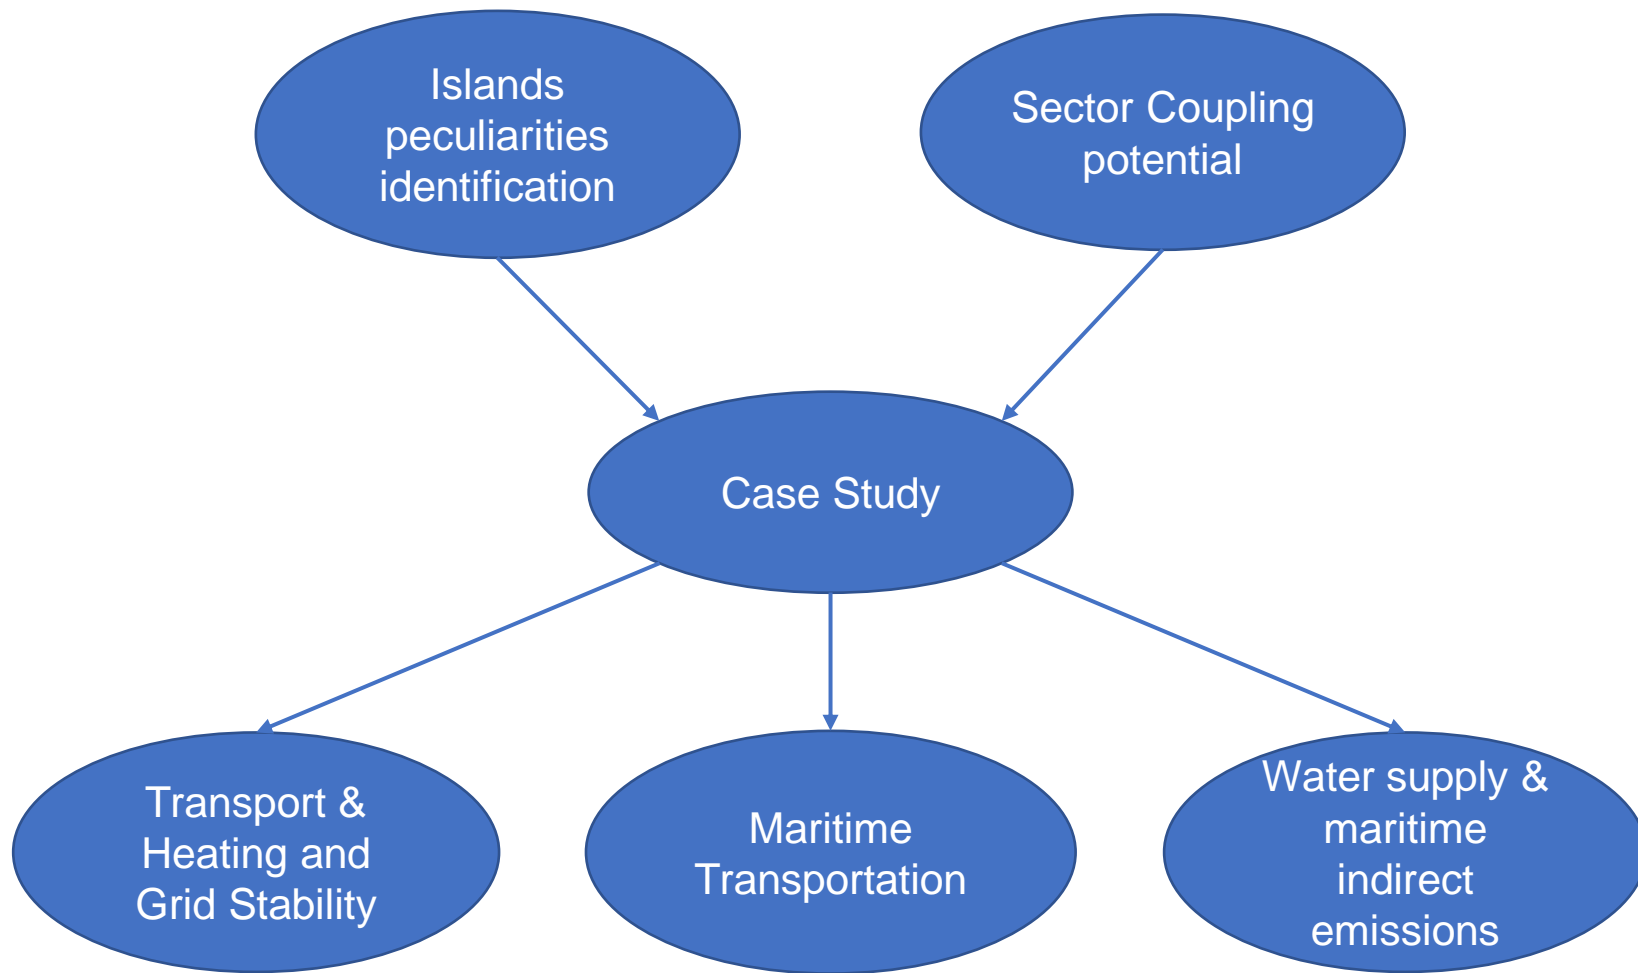 Islands
peculiarities
identification
Sector Coupling
potential
Case Study
Transport &
Heating and
Grid Stability
Maritime
Transportation
Water supply &
maritime
indirect
emissions